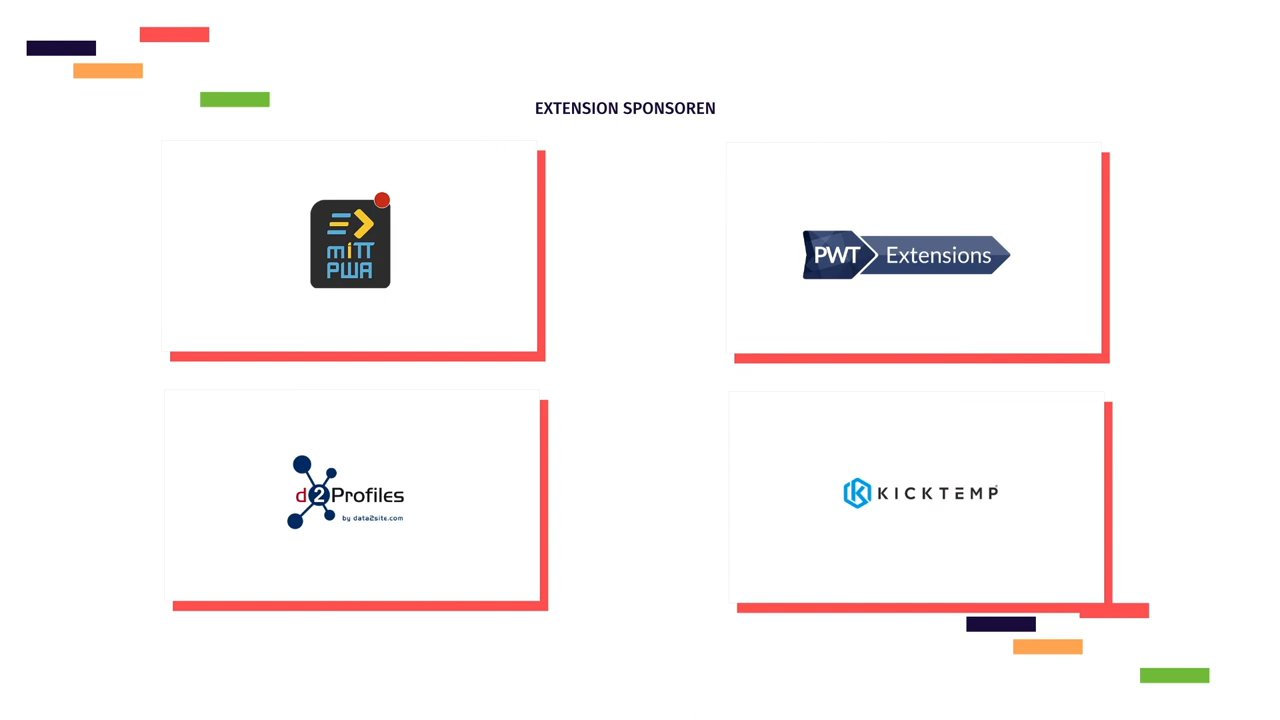 EXTENSION SPONSOREN
miTT
PWA
PWT Extensions
d2Profiles
by data2site.com
KICKTEMP